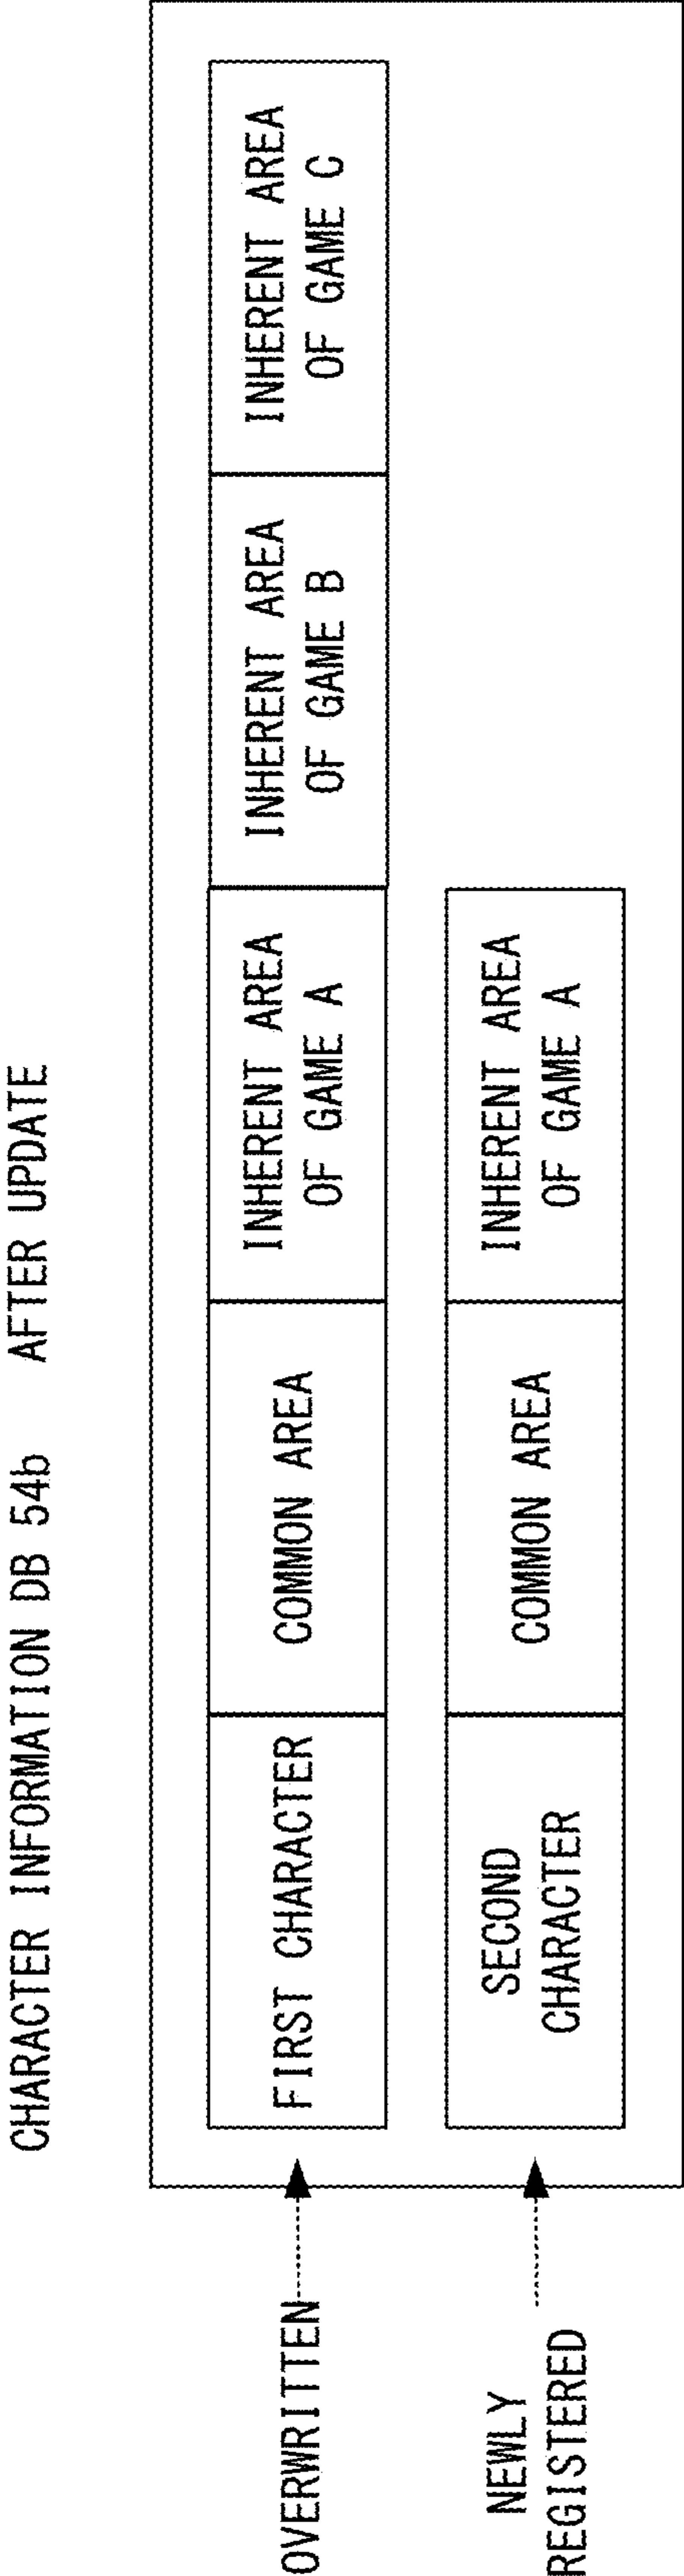 CHARACTER INFORMATION DB 54b AFTER UPDATE
OVERWRITTEN
FIRST CHARACTER
COMMON AREA
INHERENT AREA
OF GAME A
INHERENT AREA
OF GAME B
INHERENT AREA
OF GAME C
NEWLY
REGISTERED
SECOND
CHARACTER
COMMON AREA
INHERENT AREA
OF GAME A